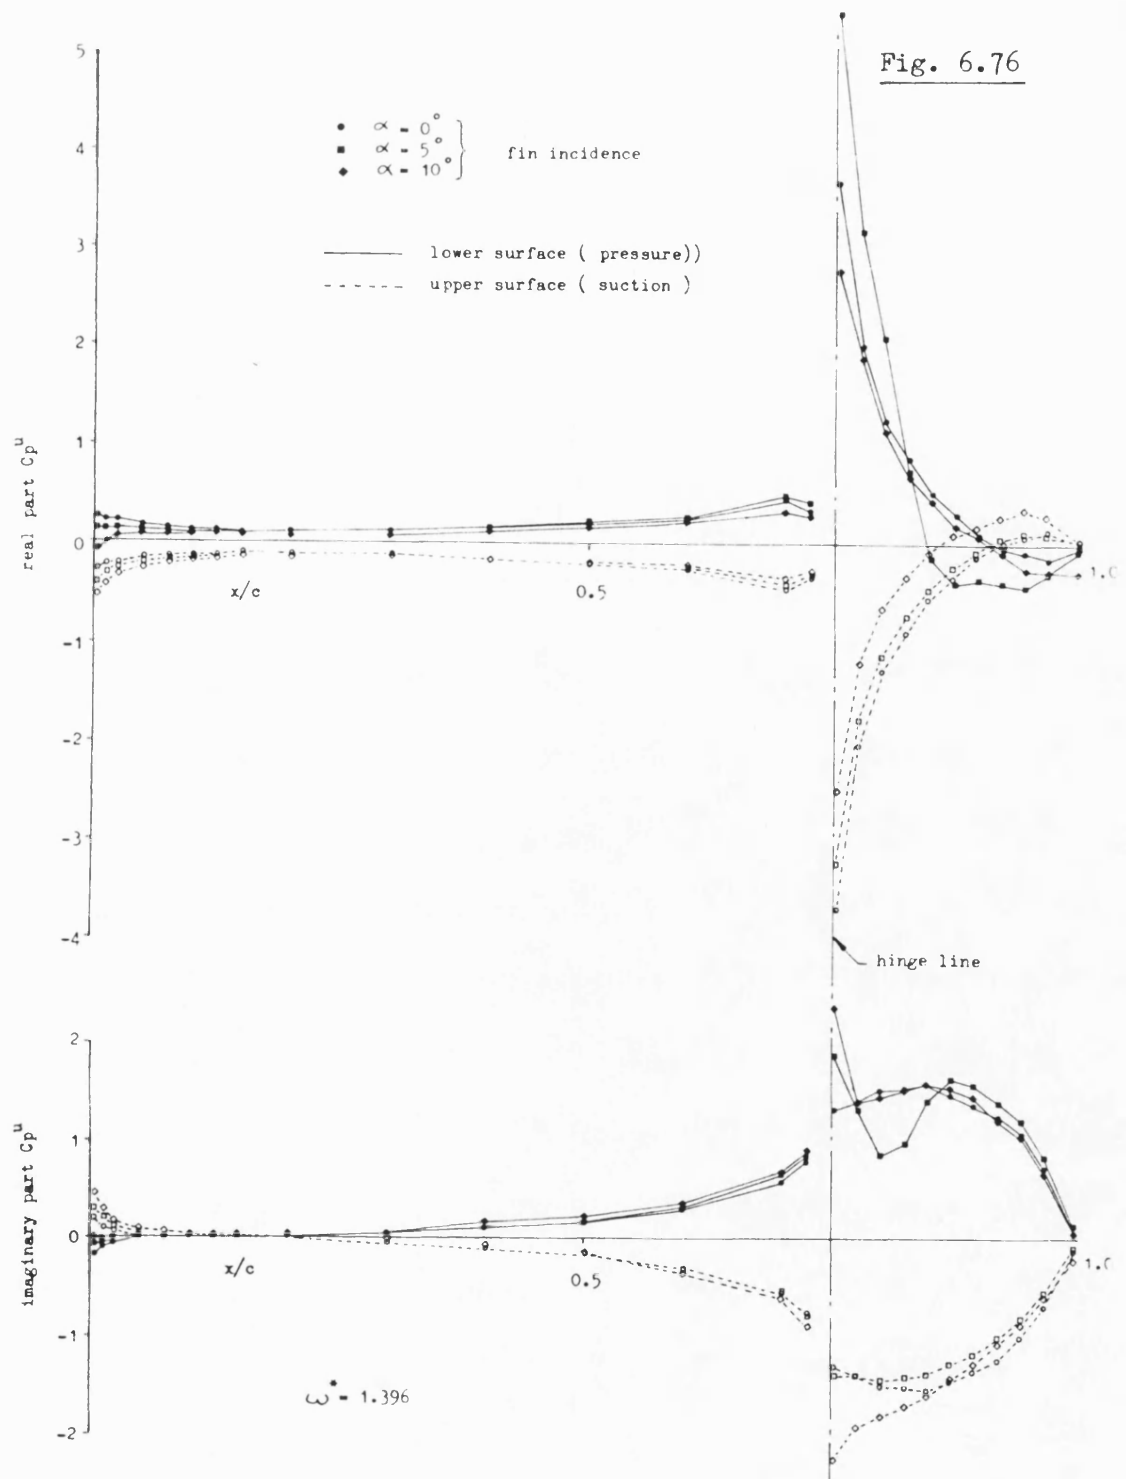 Fig. 6.76
5
4
3
2
1
0
-1
-2
-3
-4
real part Cp^u
● α = 0°
■ α = 5°
◆ α = 10°
fin incidence
lower surface ( pressure))
upper surface ( suction )
x/c
0.5
1.0
hinge line
2
1
0
-1
-2
imaginary part Cp^u
x/c
0.5
1.0
ω* = 1.396